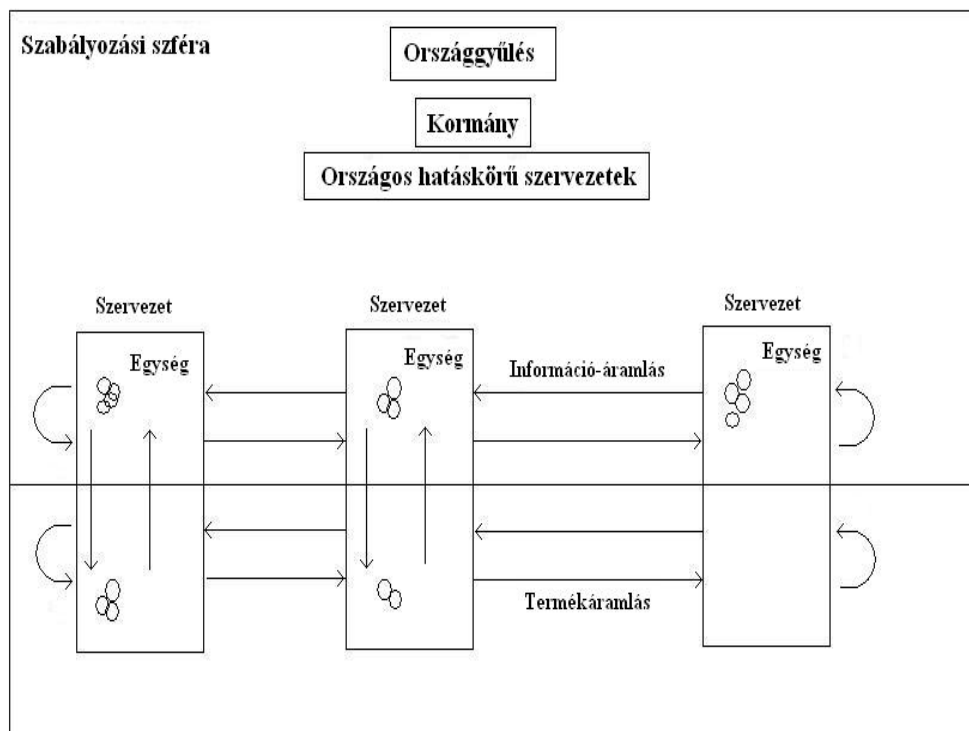 Szabályozási szféra
Országgyűlés
Kormány
Országos hatáskörű szervezetek
Szervezet
Szervezet
Szervezet
Egység
Egység
Egység
Információ-áramlás
Termékáramlás